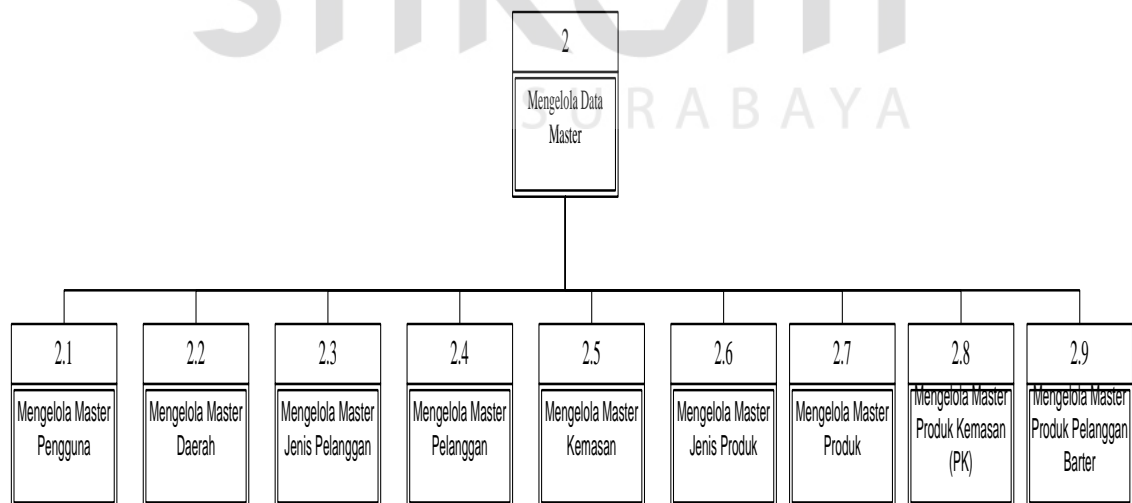 SURABAYA
2
Mengelola Data
Master
2.1
2.2
2.3
2.4
2.5
2.6
2.7
2.8
2.9
Mengelola Master
Pengguna
Mengelola Master
Daerah
Mengelola Master
Jenis Pelanggan
Mengelola Master
Pelanggan
Mengelola Master
Kemasan
Mengelola Master
Jenis Produk
Mengelola Master
Produk
Mengelola Master
Produk Kemasan
(PK)
Mengelola Master
Produk Pelanggan
Barter